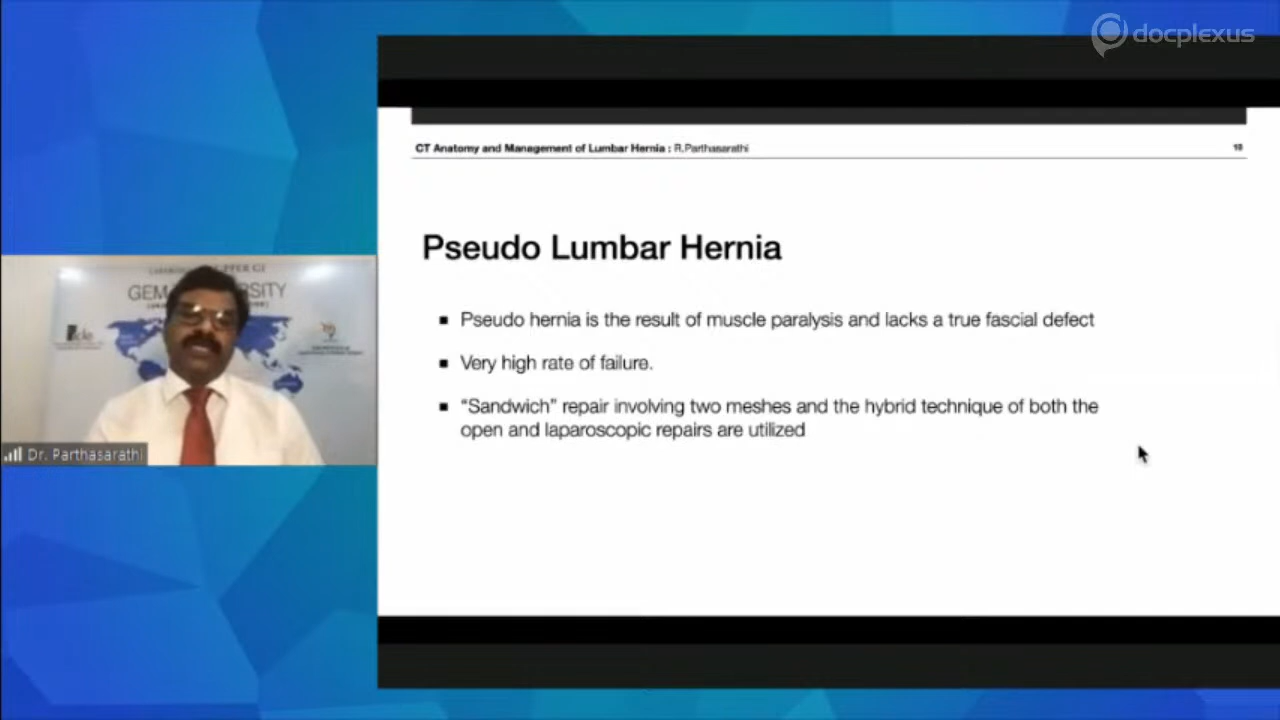 docplexus
CT Anatomy and Management of Lumbar Hernia : R.Parthasarathi
Pseudo Lumbar Hernia
■ Pseudo hernia is the result of muscle paralysis and lacks a true fascial defect
■ Very high rate of failure.
■ “Sandwich” repair involving two meshes and the hybrid technique of both the
open and laparoscopic repairs are utilized
Dr. Parthasarathi